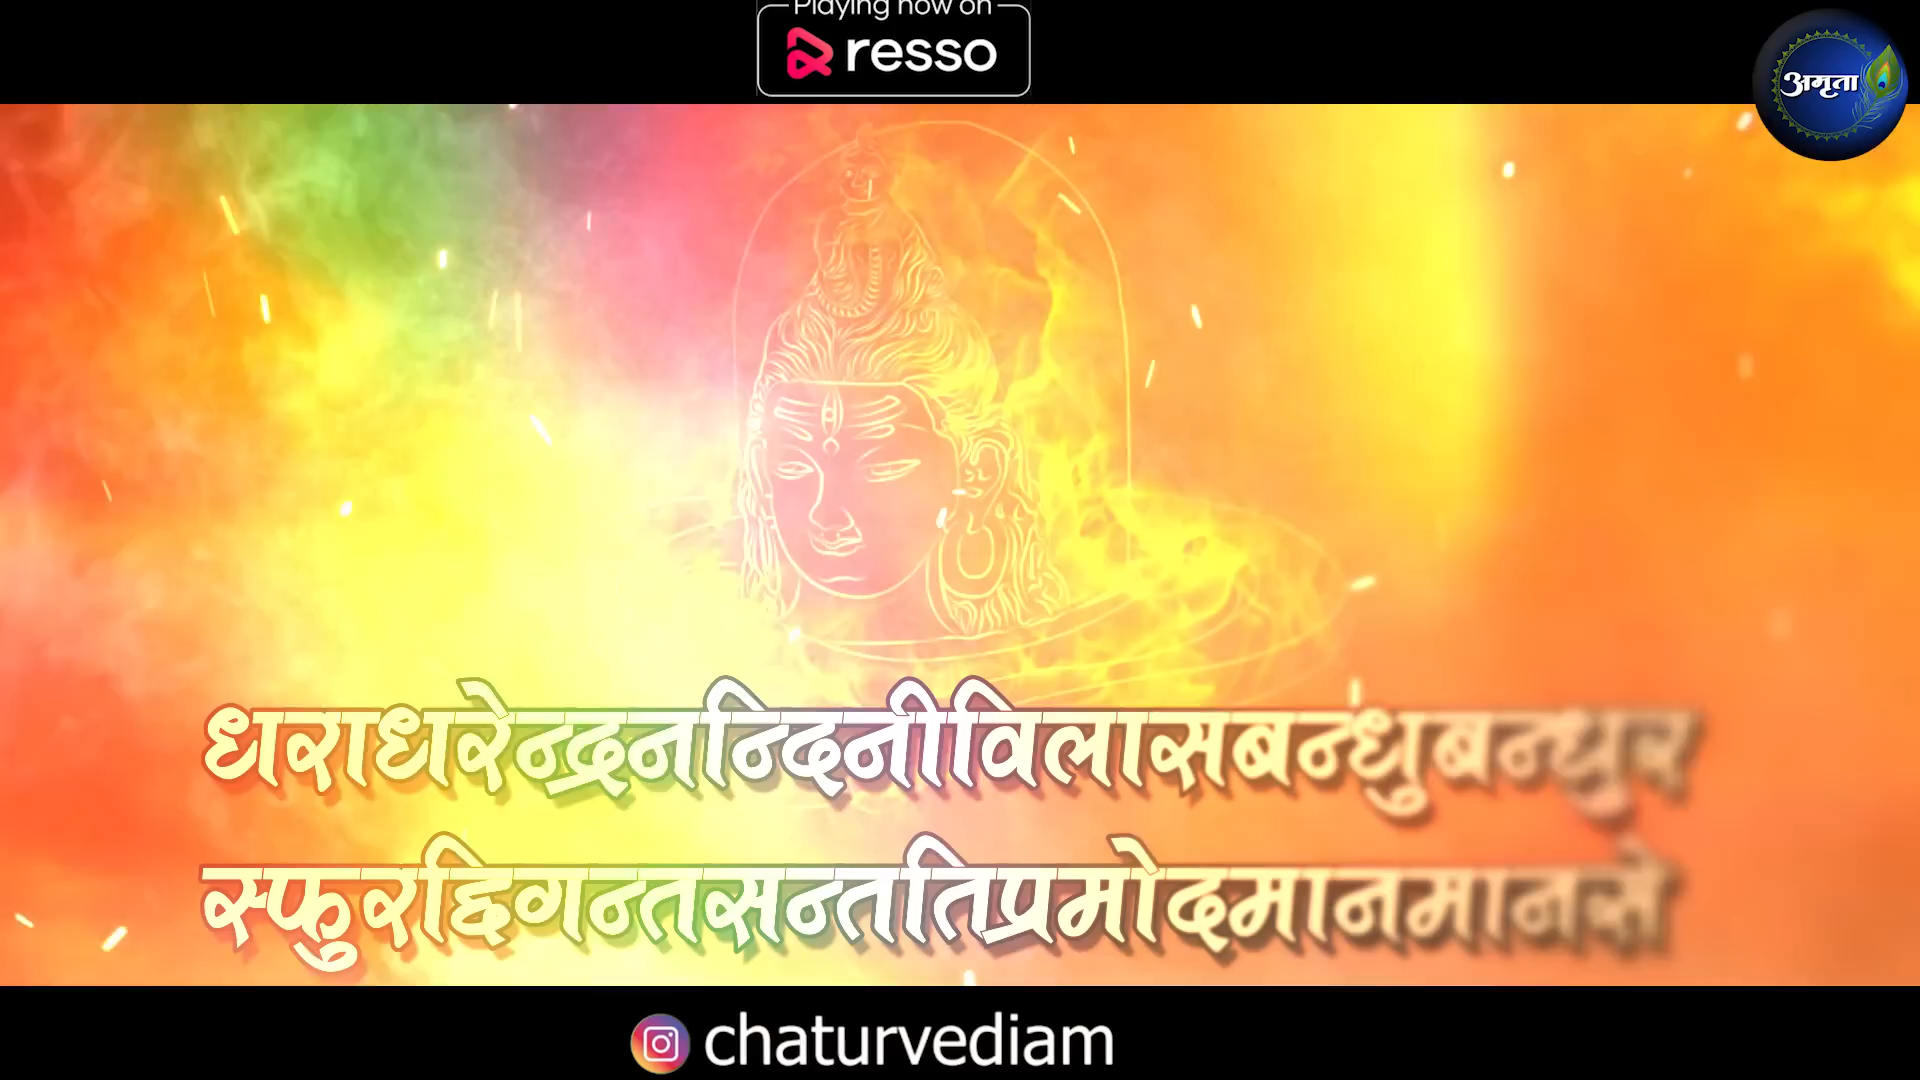 Playing now on
resso
अमृता
धराधरेन्द्रनन्दिनीविलासबन्धुबन्धुर
स्फुरद्दिगन्तसन्ततिप्रमोदमानमानसे
chaturvediam